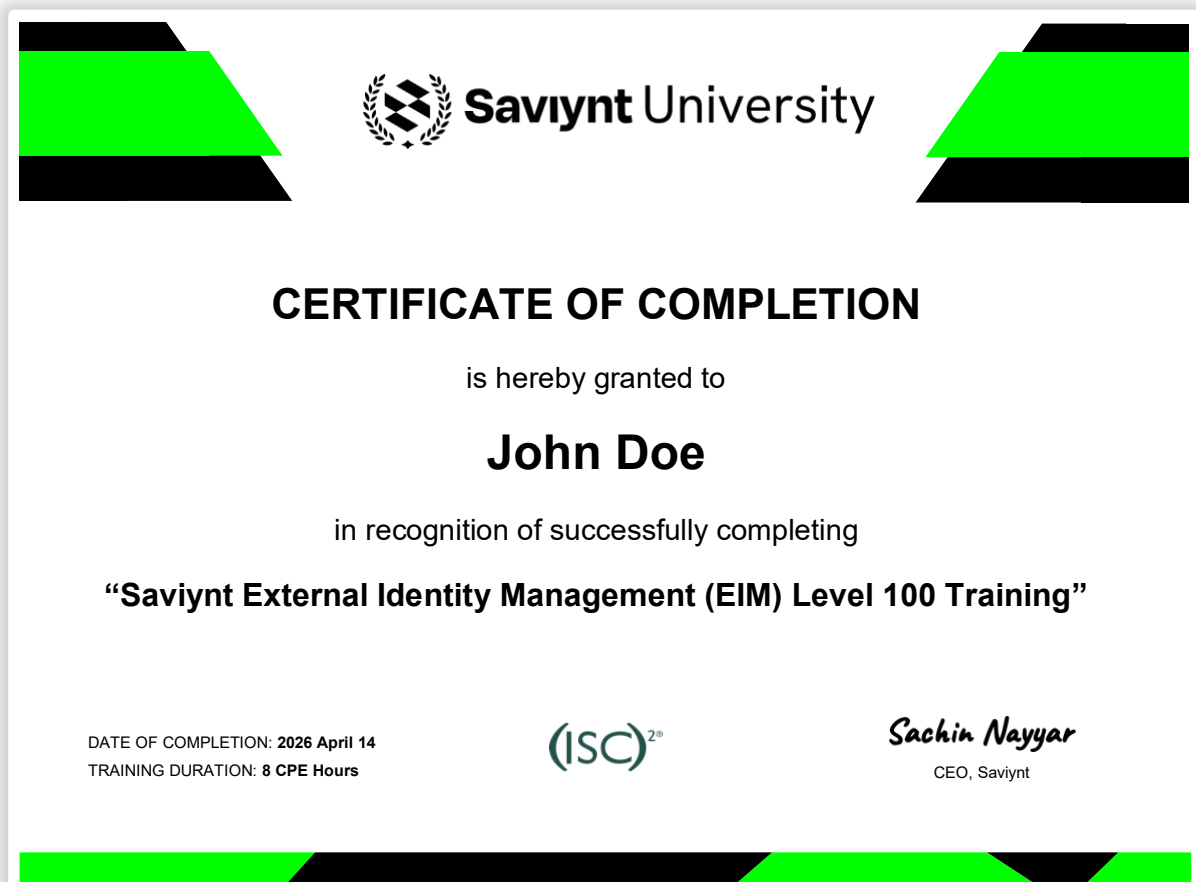 Saviynt University
CERTIFICATE OF COMPLETION
is hereby granted to
John Doe
in recognition of successfully completing
“Saviynt External Identity Management (EIM) Level 100 Training”
DATE OF COMPLETION: 2026 April 14
TRAINING DURATION: 8 CPE Hours
(ISC)²®
Sachin Nayyar
CEO, Saviynt